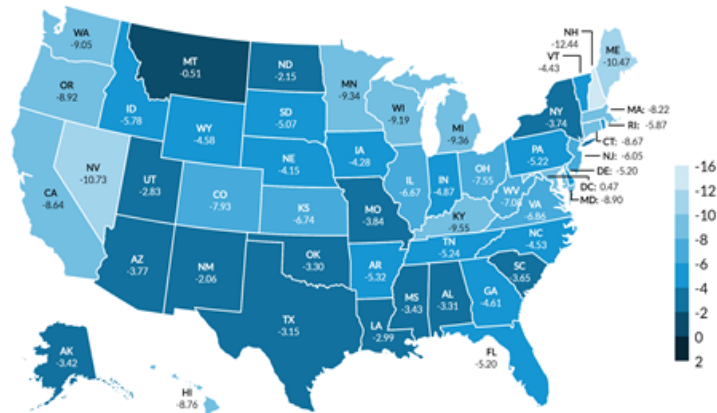 WA
-9.05
MT
-0.51
ND
-2.15
MN
-9.34
NH
-12.44
VT
-4.43
ME
-10.47
OR
-8.92
ID
-5.78
WY
-4.58
SD
-5.07
WI
-9.19
MI
-9.36
NY
-3.74
MA: -8.22
RI: -5.87
CT: -8.67
NJ: -6.05
DE: -5.20
DC: 0.47
MD: -8.90
NV
-10.73
UT
-2.83
CO
-7.93
NE
-4.15
IA
-4.28
IL
-6.67
IN
-4.87
OH
-7.55
PA
-5.22
WV
VA
-6.86
CA
-8.64
KS
-6.74
MO
-3.84
KY
-9.55
TN
-5.24
NC
-4.53
AZ
-3.77
NM
-2.06
OK
-3.30
AR
-5.32
MS
-3.43
AL
-3.31
GA
-4.61
SC
-3.65
TX
-3.15
LA
-2.99
FL
-5.20
AK
-3.42
HI
-8.76
-16
-12
-10
-8
-6
-4
-2
0
2